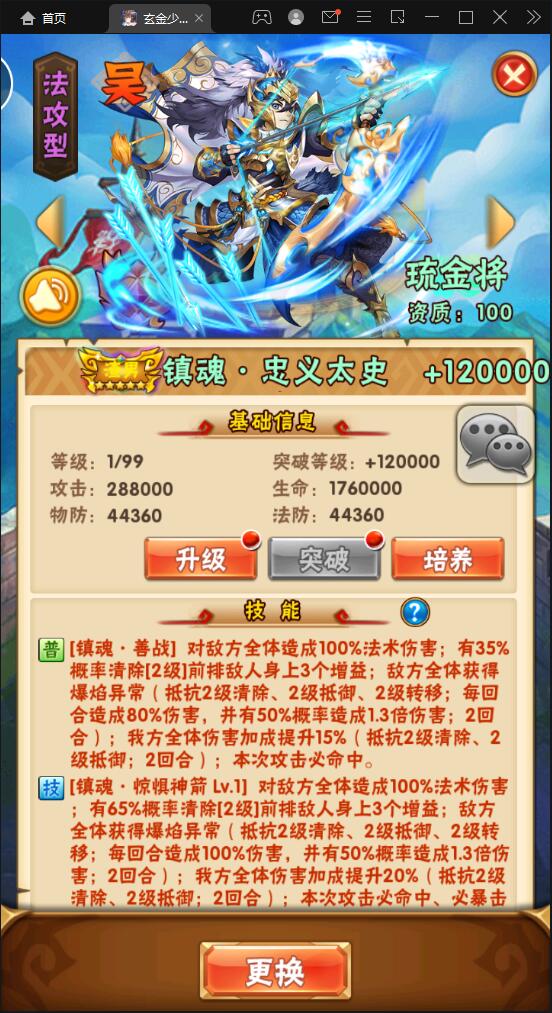 首页
玄金少...
法攻型
吴
琉金将
资质：100
镇魂·忠义太史 +120000
基础信息
等级：1/99
突破等级：+120000
攻击：288000
生命：1760000
物防：44360
法防：44360
升级
突破
培养
技 能
?
普 [镇魂·善战] 对敌方全体造成100%法术伤害；有35%
概率清除[2级]前排敌人身上3个增益；敌方全体获得
爆焰异常（抵抗2级清除、2级抵御、2级转移；每回
合造成80%伤害，并有50%概率造成1.3倍伤害；2回
合）；我方全体伤害加成提升15%（抵抗2级清除、2
级抵御；2回合）；本次攻击必命中。
技 [镇魂·惊惧神箭 Lv.1] 对敌方全体造成100%法术伤害
；有65%概率清除[2级]前排敌人身上3个增益；敌方
全体获得爆焰异常（抵抗2级清除、2级抵御、2级转
移；每回合造成100%伤害，并有50%概率造成1.3倍伤
害；2回合）；我方全体伤害加成提升20%（抵抗2级
清除、2级抵御；2回合）；本次攻击必命中、必暴击
更换